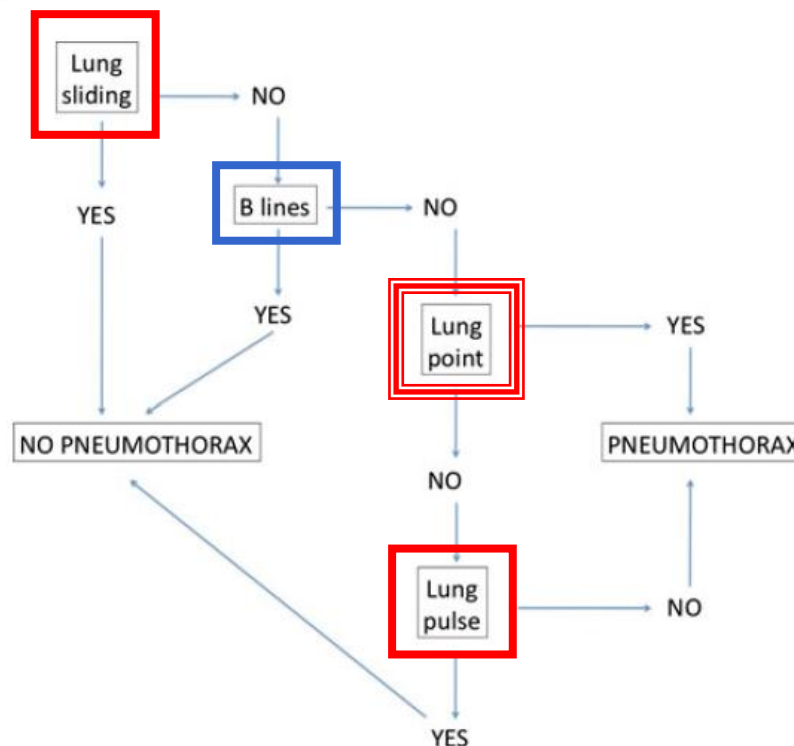 Lung
sliding
NO
YES
B lines
NO
YES
Lung
point
YES
NO PNEUMOTHORAX
PNEUMOTHORAX
NO
Lung
pulse
NO
YES